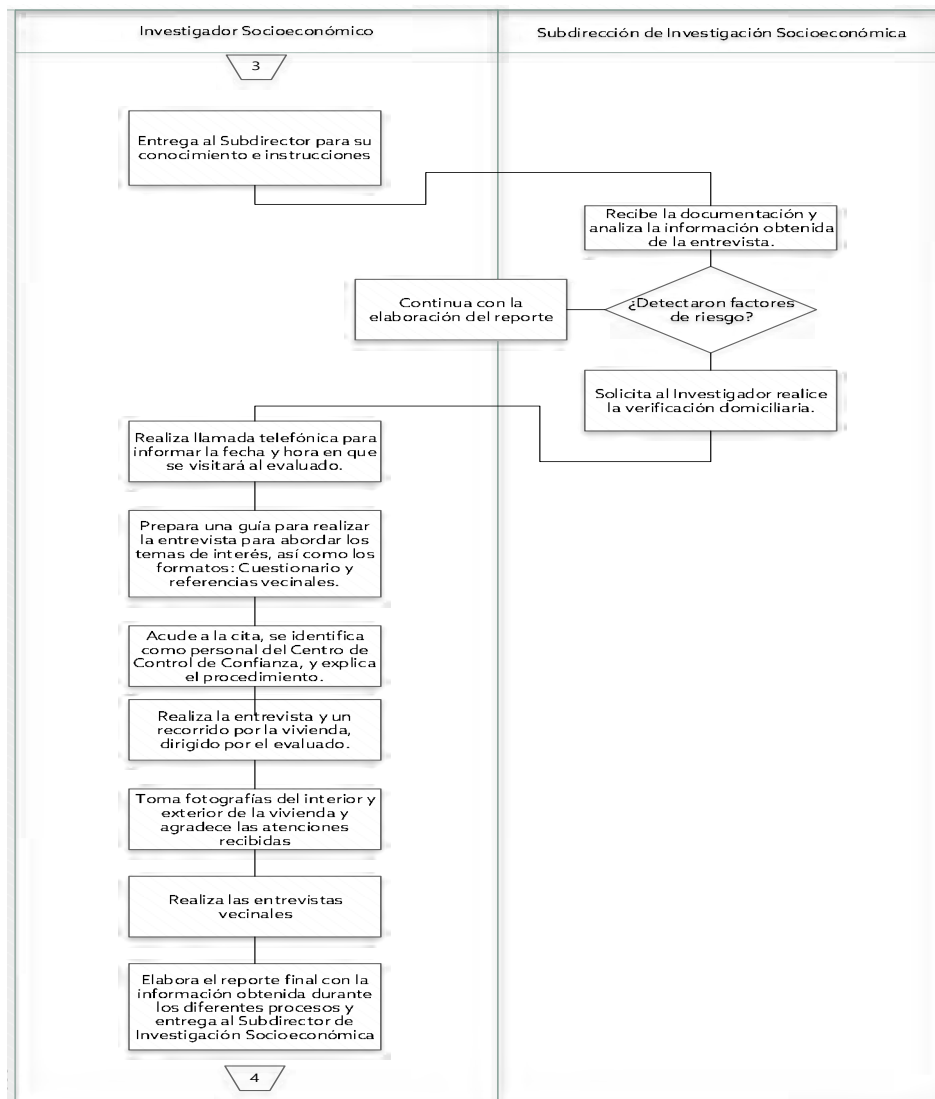 Investigador Socioeconómico
Subdirección de Investigación Socioeconómica
3
Entrega al Subdirector para su
conocimiento e instrucciones
Recibe la documentación y
analiza la información obtenida
de la entrevista.
¿Detectaron factores
de riesgo?
Continua con la
elaboración del reporte
Solicita al Investigador realice
la verificación domiciliaria.
Realiza llamada telefónica para
informar la fecha y hora en que
se visitará al evaluado.
Prepara una guía para realizar
la entrevista para abordar los
temas de interés, así como los
formatos: Cuestionario y
referencias vecinales.
Acude a la cita, se identifica
como personal del Centro de
Control de Confianza, y explica
el procedimiento.
Realiza la entrevista y un
recorrido por la vivienda,
dirigido por el evaluado.
Toma fotografías del interior y
exterior de la vivienda y
agradece las atenciones
recibidas
Realiza las entrevistas
vecinales
Elabora el reporte final con la
información obtenida durante
los diferentes procesos y
entrega al Subdirector de
Investigación Socioeconómica
4